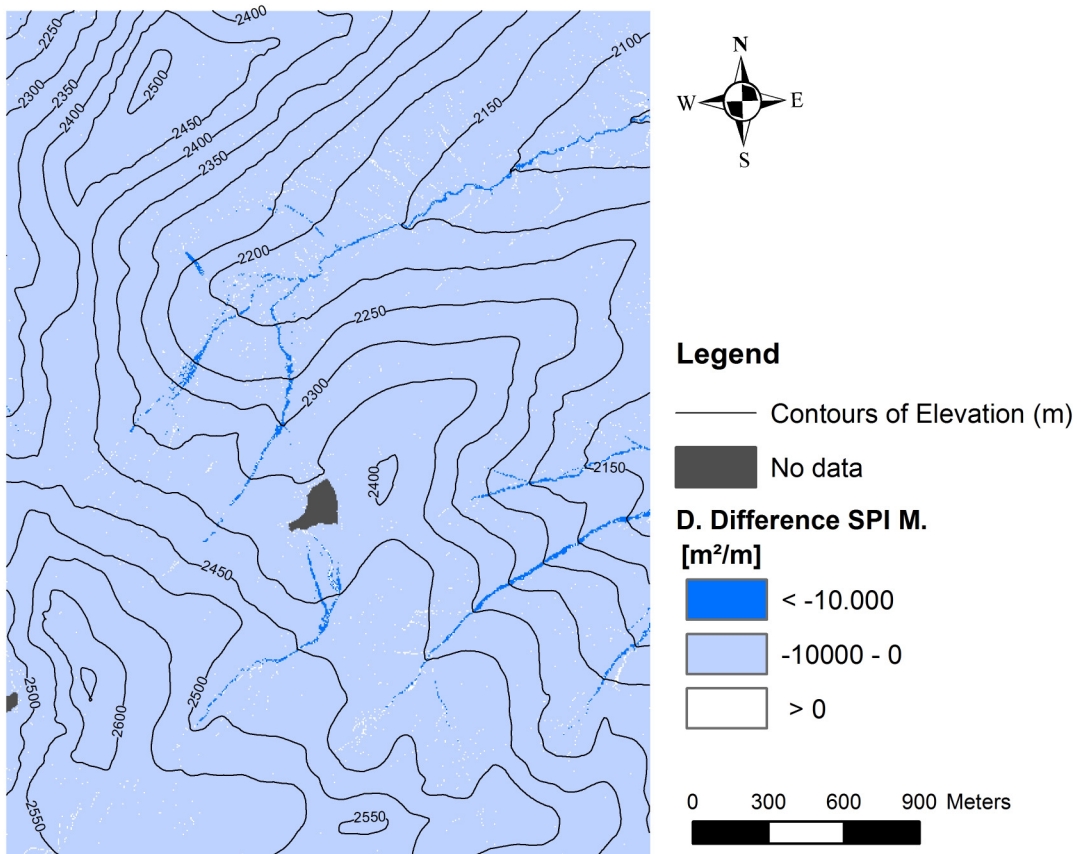 2400
2250
2300
2350
2400
2500
2100
2150
2450
2400
2350
2200
2250
2300
2400
2150
2450
2500
2500
2600
2550
2550
N
W
E
S
Legend
Contours of Elevation (m)
No data
D. Difference SPI M.
[m²/m]
< -10.000
-10000 - 0
> 0
0 300 600 900 Meters